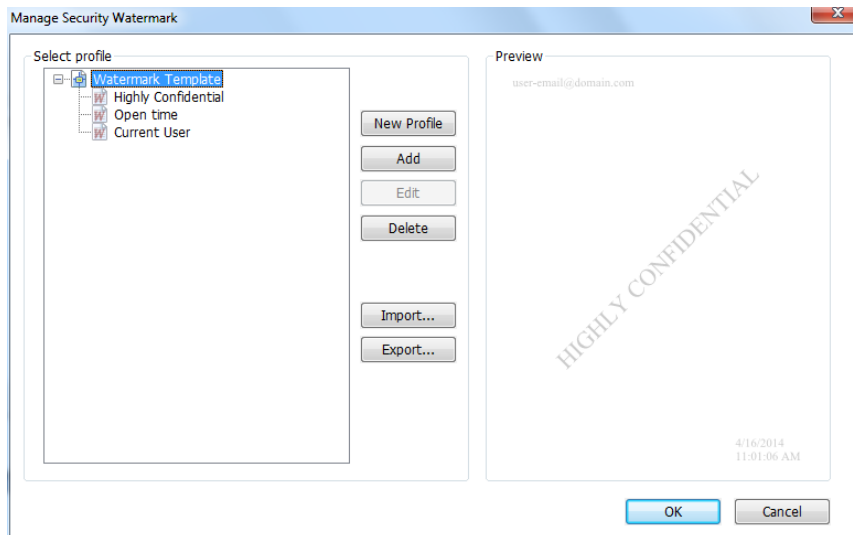 Manage Security Watermark
Select profile
Watermark Template
Highly Confidential
Open time
Current User
New Profile
Add
Edit
Delete
Import...
Export...
Preview
user-email@domain.com
HIGHLY CONFIDENTIAL
4/16/2014
11:01:06 AM
OK
Cancel